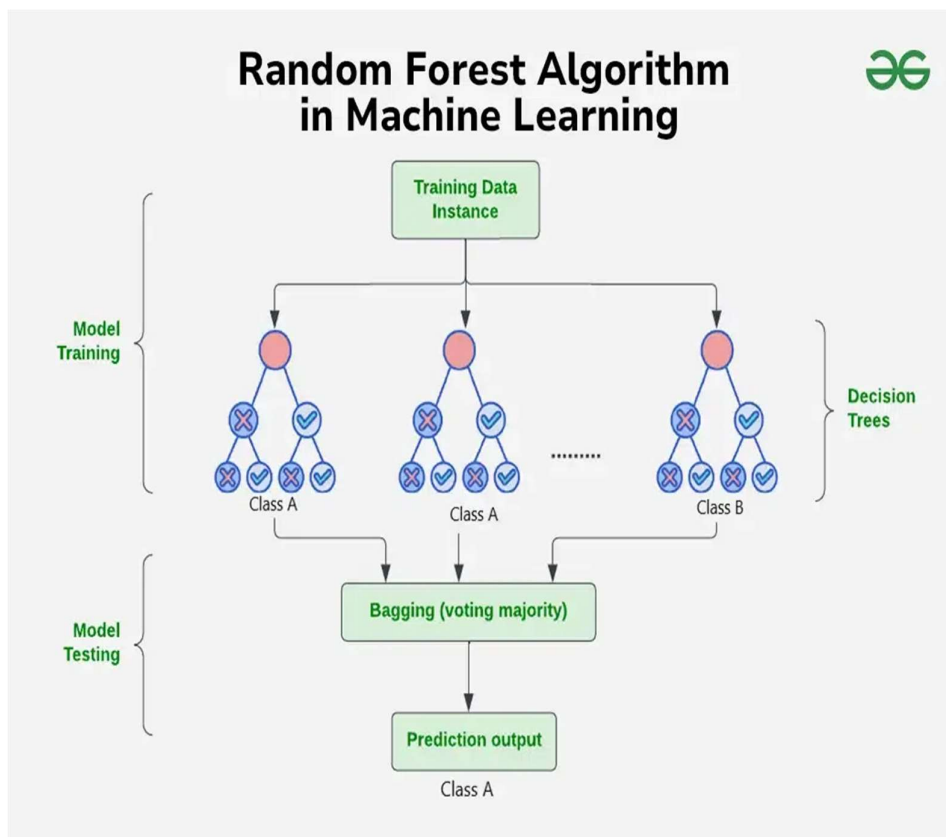 Random Forest Algorithm
in Machine Learning
Training Data
Instance
Model
Training
Decision
Trees
.........
Class A
Class A
Class B
Bagging (voting majority)
Model
Testing
Prediction output
Class A